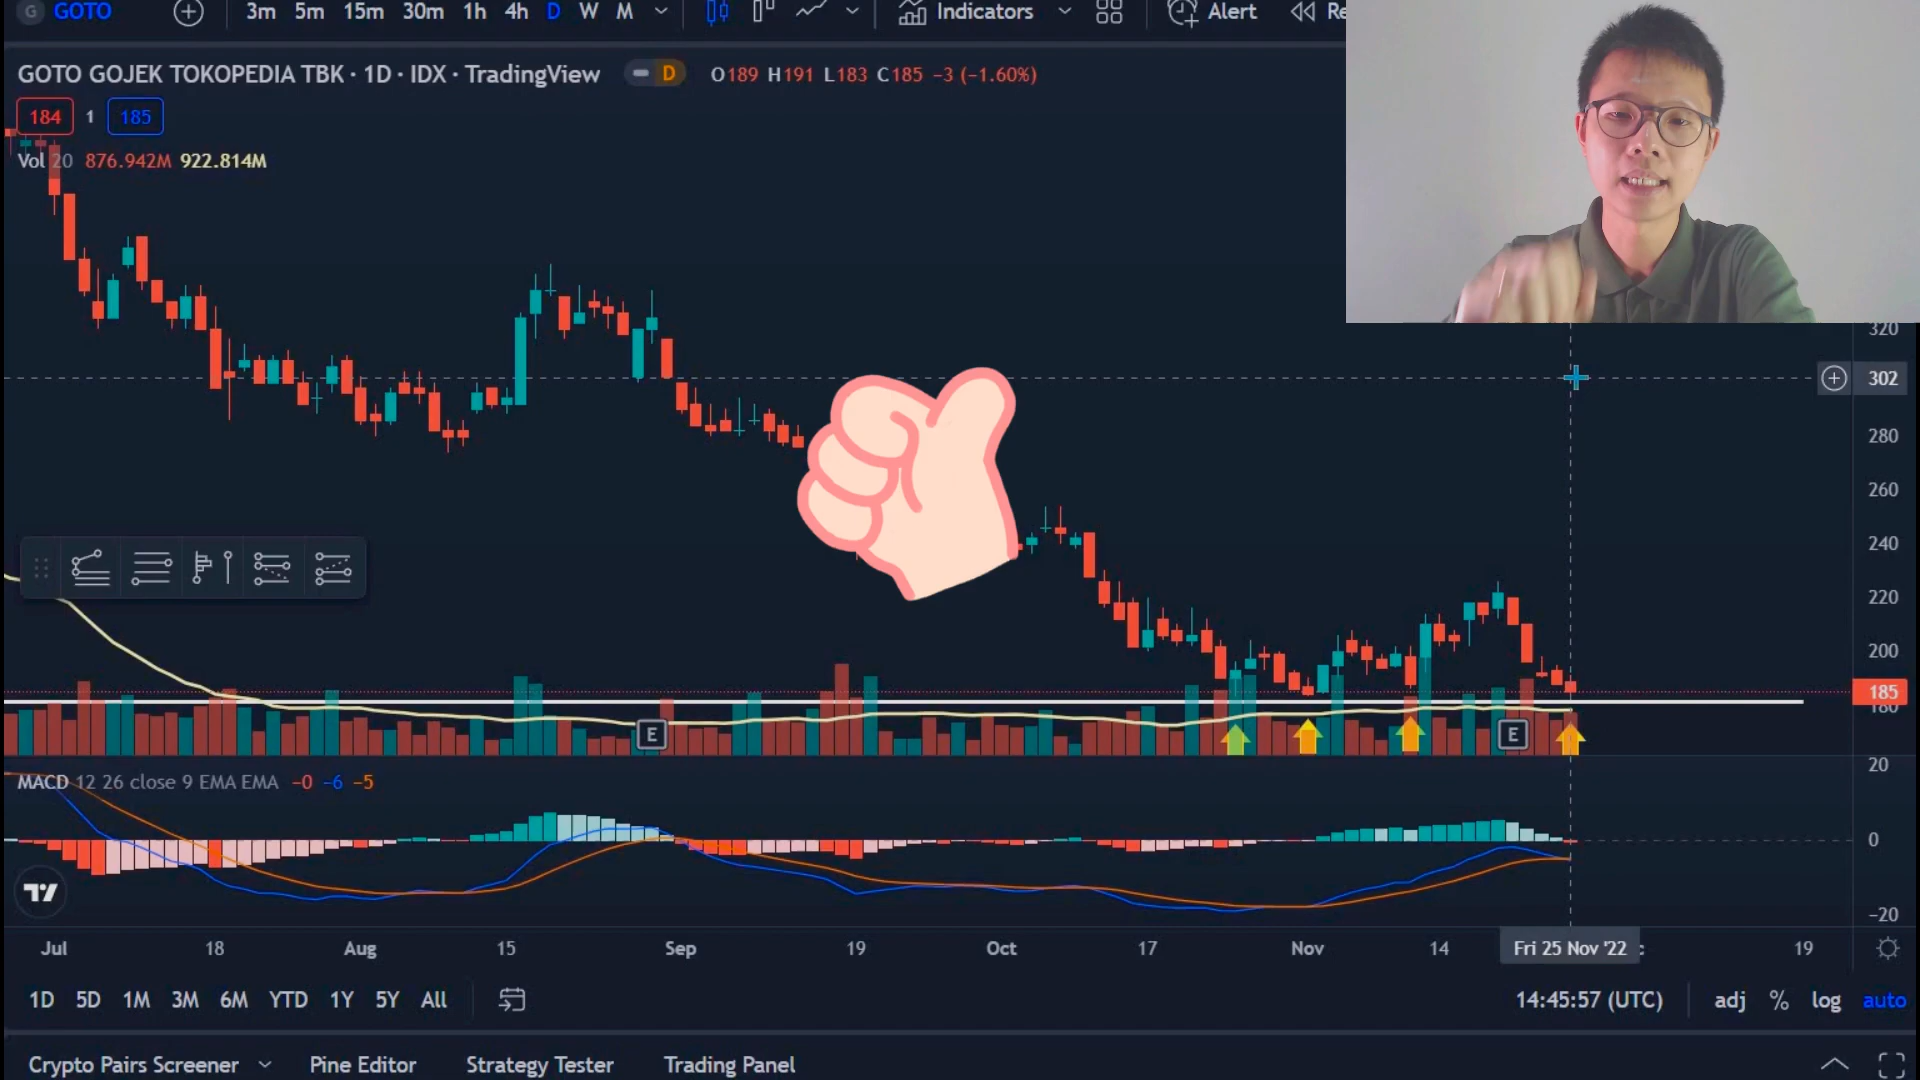 G GOTO 3m 5m 15m 30m 1h 4h D W M Indicators Alert Re
GOTO GOJEK TOKOPEDIA TBK · 1D · IDX · TradingView D O189 H191 L183 C185 −3 (−1.60%)
184 1 185
Vol 20 876.942M 922.814M
320
302
280
260
240
220
200
185
180
E E
20
MACD 12 26 close 9 EMA EMA −0 −6 −5
0
−20
Jul 18 Aug 15 Sep 19 Oct 17 Nov 14 Fri 25 Nov '22 19
1D 5D 1M 3M 6M YTD 1Y 5Y All 14:45:57 (UTC) adj % log auto
Crypto Pairs Screener Pine Editor Strategy Tester Trading Panel